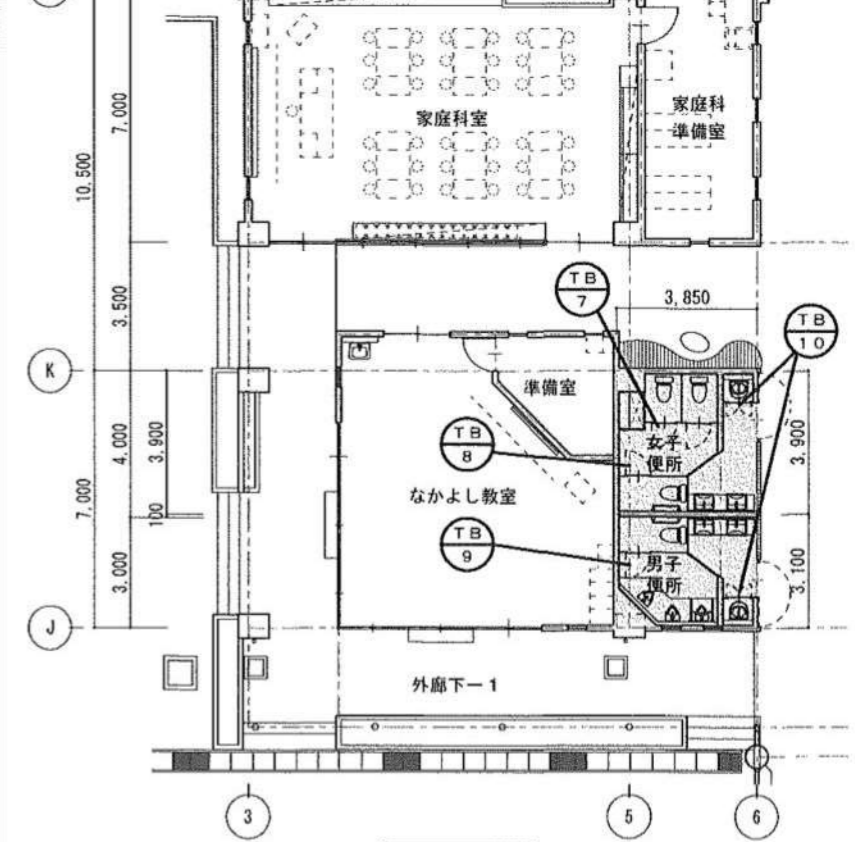 家庭科室
家庭科
準備室
7,000
10,500
3,500
TB
7
3,850
TB
10
K
準備室
女子
便所
TB
8
なかよし教室
4,000
3,900
3,900
7,000
100
TB
9
男子
便所
3,000
3,100
J
外廊下ー1
3
5
6